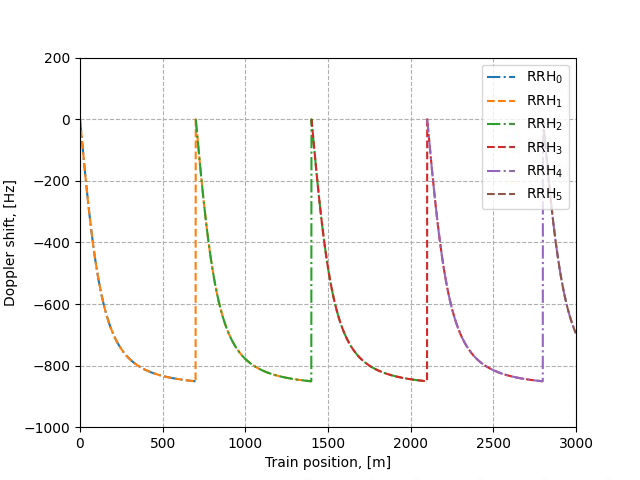 200
0
−200
−400
−600
−800
−1000
Doppler shift, [Hz]
0
500
1000
1500
2000
2500
3000
Train position, [m]
RRH₀
RRH₁
RRH₂
RRH₃
RRH₄
RRH₅